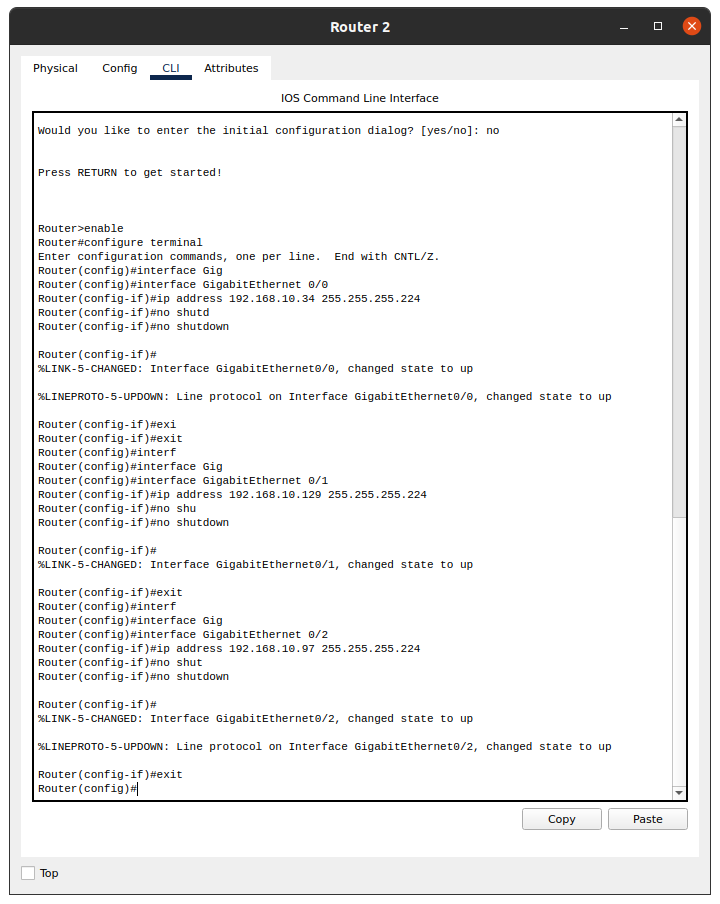 Router 2
Physical Config CLI Attributes
IOS Command Line Interface
Would you like to enter the initial configuration dialog? [yes/no]: no
Press RETURN to get started!
Router>enable
Router#configure terminal
Enter configuration commands, one per line.  End with CNTL/Z.
Router(config)#interface Gig
Router(config)#interface GigabitEthernet 0/0
Router(config-if)#ip address 192.168.10.34 255.255.255.224
Router(config-if)#no shutd
Router(config-if)#no shutdown
Router(config-if)#
%LINK-5-CHANGED: Interface GigabitEthernet0/0, changed state to up
%LINEPROTO-5-UPDOWN: Line protocol on Interface GigabitEthernet0/0, changed state to up
Router(config-if)#exi
Router(config-if)#exit
Router(config)#interf
Router(config)#interface Gig
Router(config)#interface GigabitEthernet 0/1
Router(config-if)#ip address 192.168.10.129 255.255.255.224
Router(config-if)#no shu
Router(config-if)#no shutdown
Router(config-if)#
%LINK-5-CHANGED: Interface GigabitEthernet0/1, changed state to up
Router(config-if)#exit
Router(config)#interf
Router(config)#interface Gig
Router(config)#interface GigabitEthernet 0/2
Router(config-if)#ip address 192.168.10.97 255.255.255.224
Router(config-if)#no shut
Router(config-if)#no shutdown
Router(config-if)#
%LINK-5-CHANGED: Interface GigabitEthernet0/2, changed state to up
%LINEPROTO-5-UPDOWN: Line protocol on Interface GigabitEthernet0/2, changed state to up
Router(config-if)#exit
Router(config)#
Copy Paste
Top